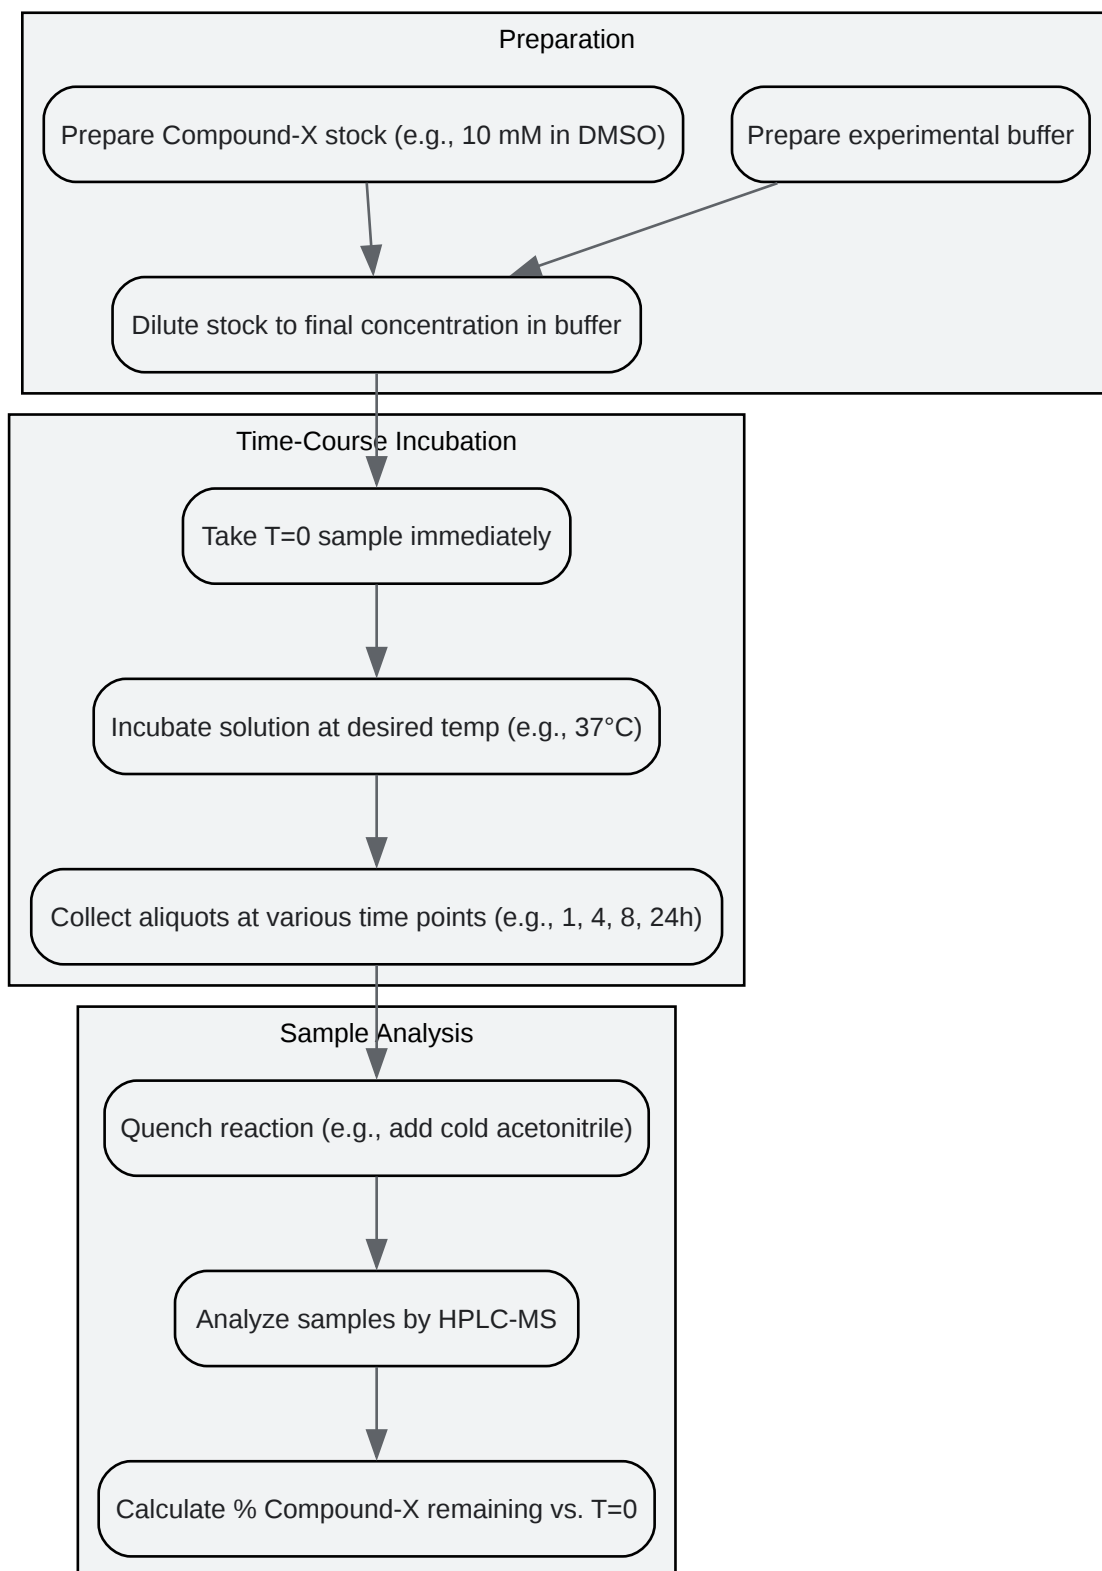 Preparation
Prepare Compound-X stock (e.g., 10 mM in DMSO)
Prepare experimental buffer
Dilute stock to final concentration in buffer
Time-Course Incubation
Take T=0 sample immediately
Incubate solution at desired temp (e.g., 37°C)
Collect aliquots at various time points (e.g., 1, 4, 8, 24h)
Sample Analysis
Quench reaction (e.g., add cold acetonitrile)
Analyze samples by HPLC-MS
Calculate % Compound-X remaining vs. T=0